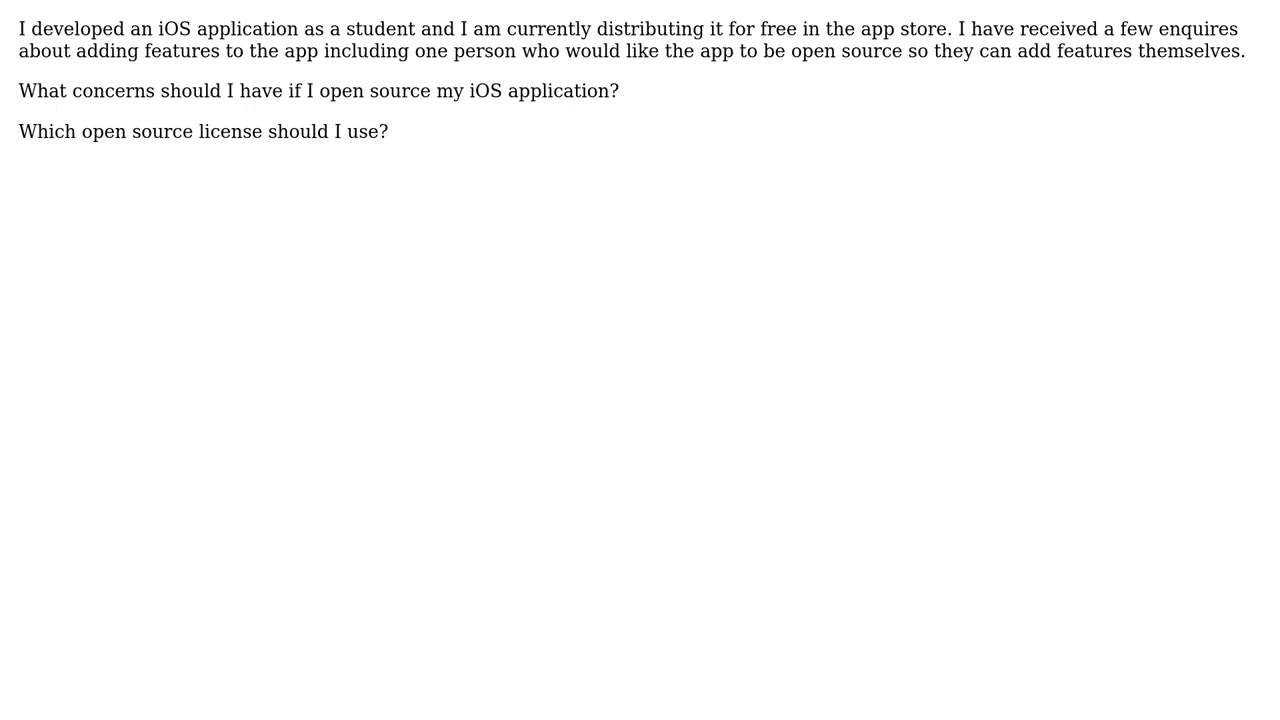 I developed an iOS application as a student and I am currently distributing it for free in the app store. I have received a few enquires
about adding features to the app including one person who would like the app to be open source so they can add features themselves.
What concerns should I have if I open source my iOS application?
Which open source license should I use?